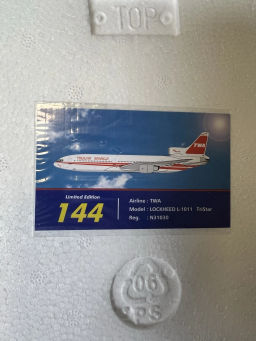 TOP
TWA
TRANS WORLD
Limited Edition
144
Airline : TWA
Model : LOCKHEED L-1011 TriStar
Reg. : N31030
06
PS